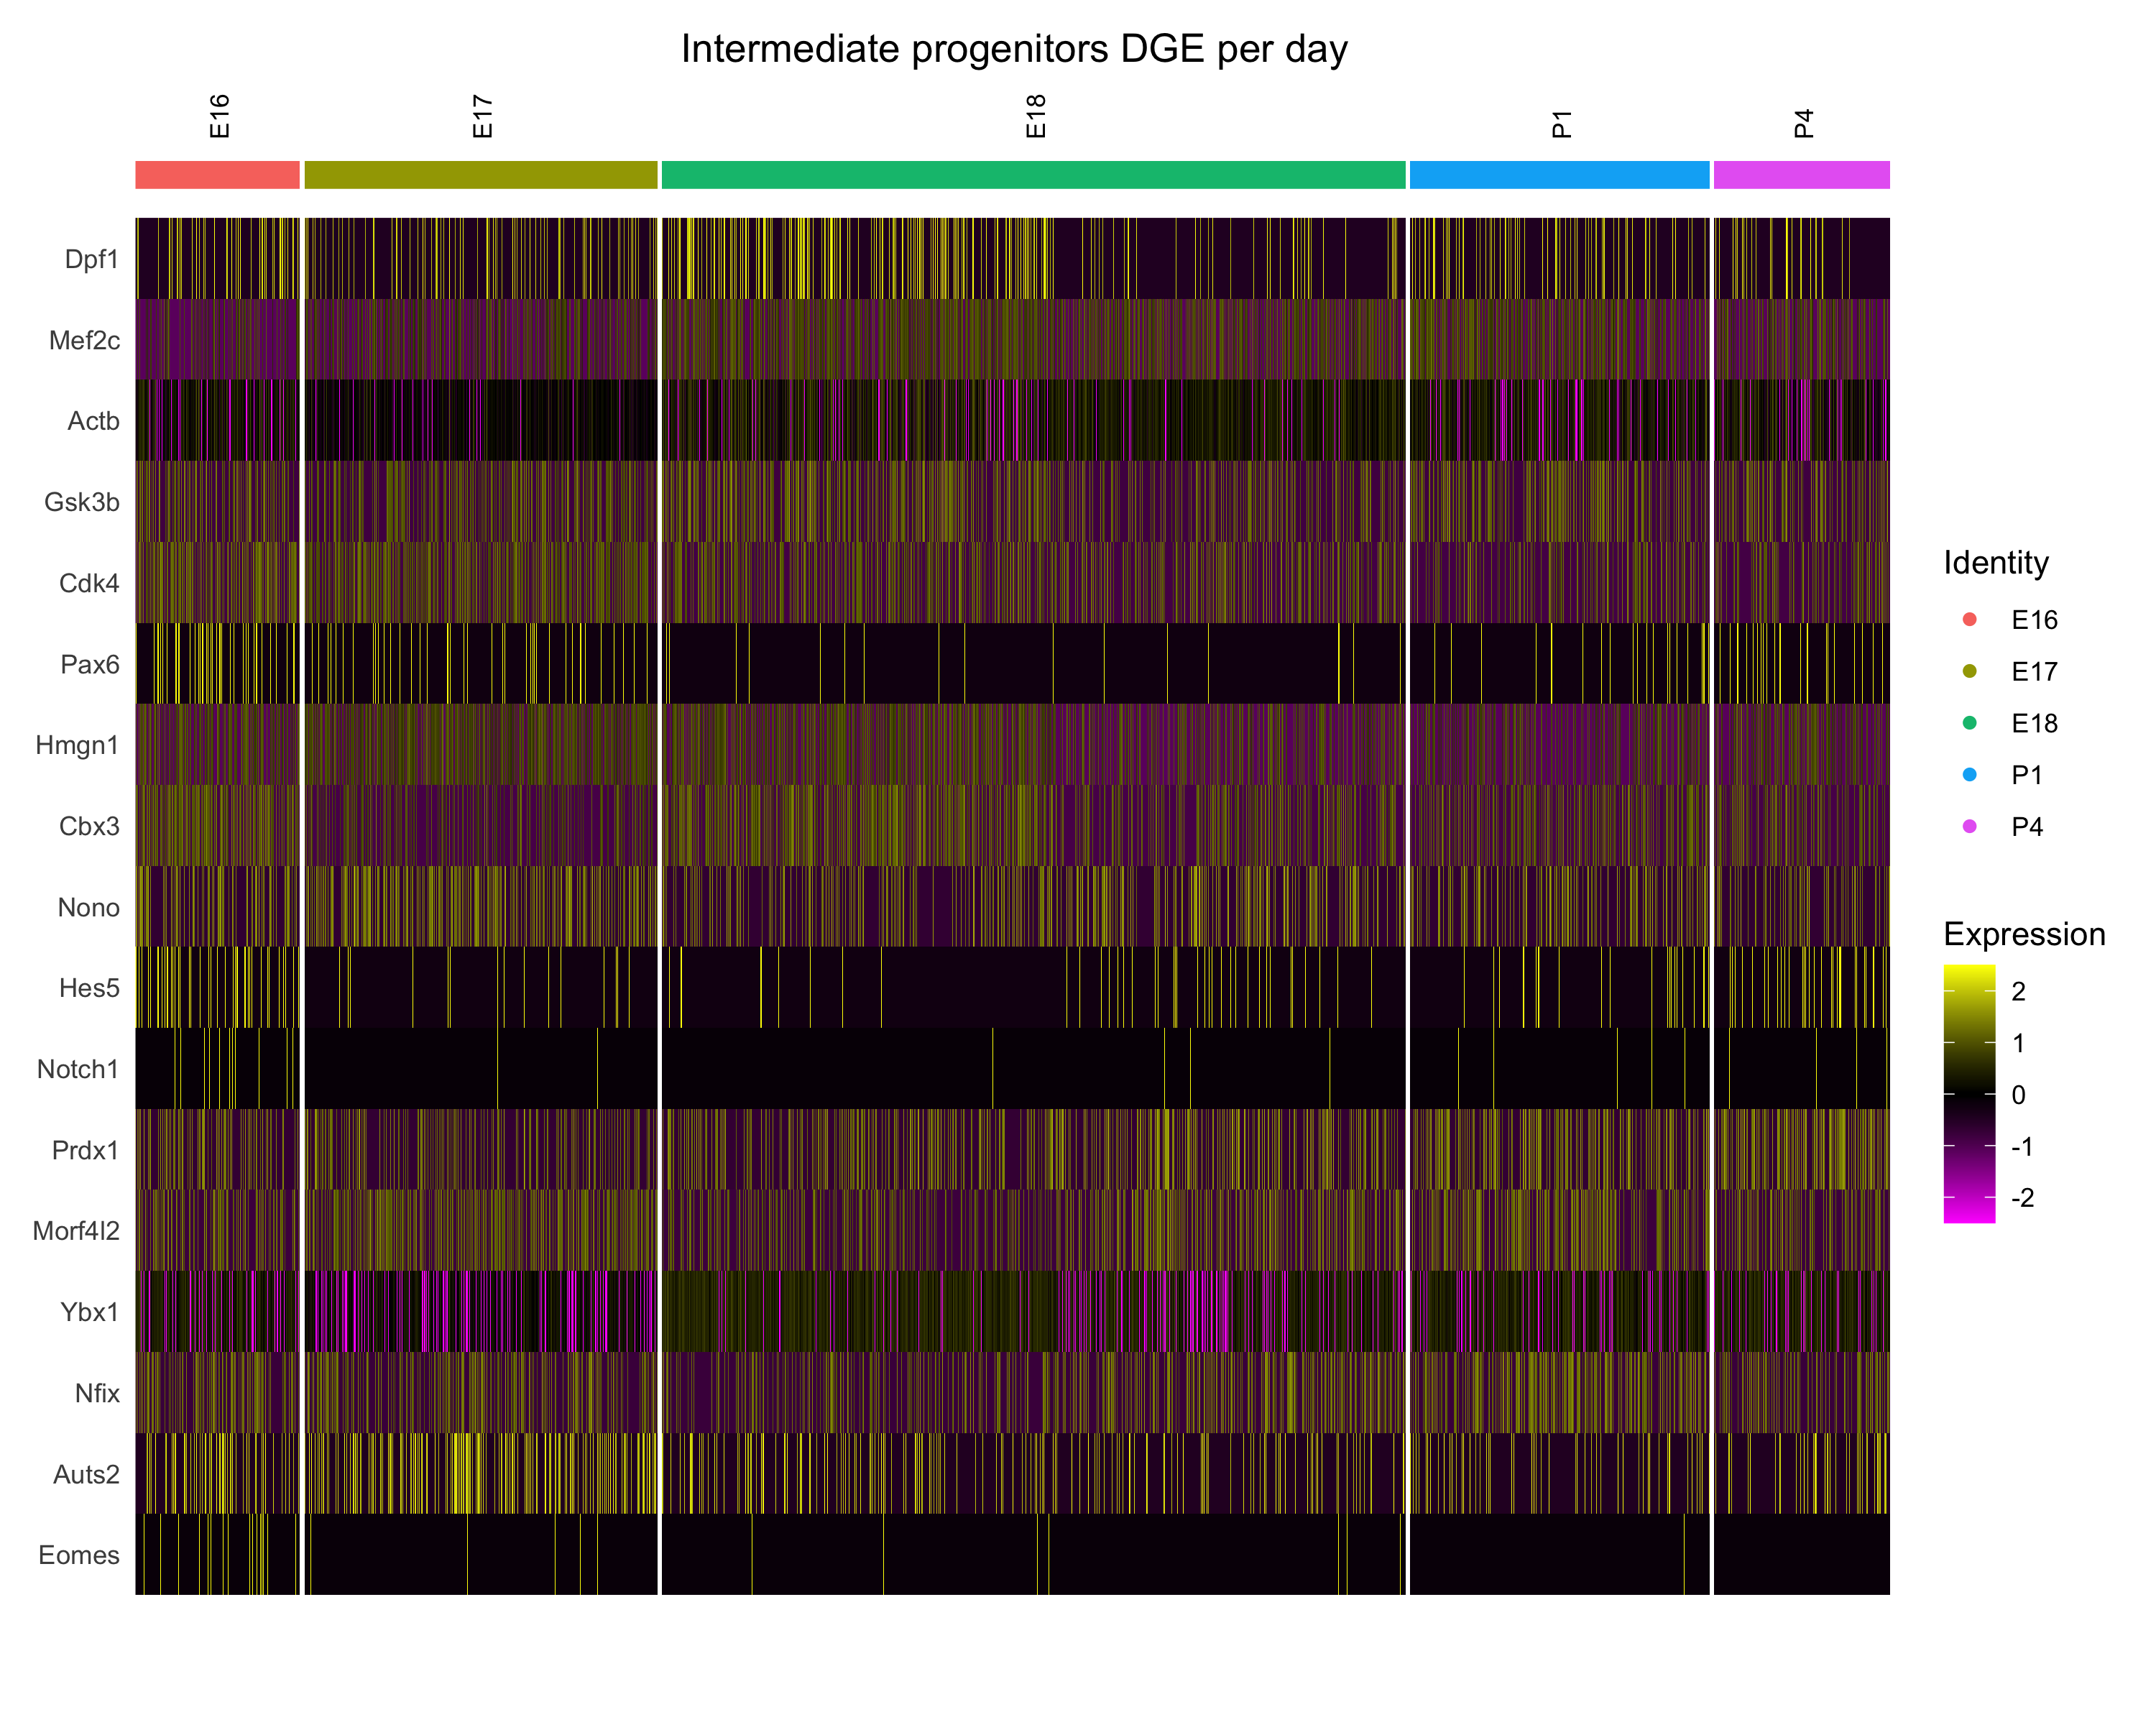 Intermediate progenitors DGE per day
E16
E17
E18
P1
P4
Dpf1
Mef2c
Actb
Gsk3b
Cdk4
Pax6
Hmgn1
Cbx3
Nono
Hes5
Notch1
Prdx1
Morf4l2
Ybx1
Nfix
Auts2
Eomes
Identity
E16
E17
E18
P1
P4
Expression
2
1
0
-1
-2